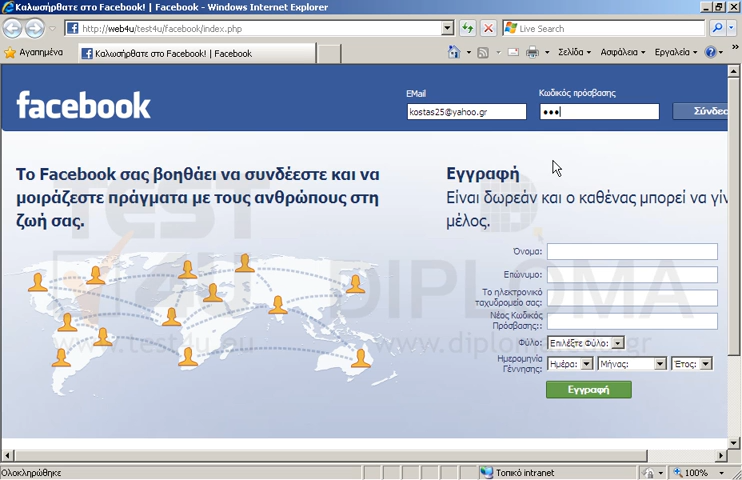 Καλωσήρθατε στο Facebook! | Facebook - Windows Internet Explorer
http://web4u/test4u/facebook/index.php
Live Search
Αγαπημένα
Καλωσήρθατε στο Facebook! | Facebook
Σελίδα
Ασφάλεια
Εργαλεία
facebook
EMail
Κωδικός πρόσβασης
kostas25@yahoo.gr
Σύνδεσ
Το Facebook σας βοηθάει να συνδέεστε και να
μοιράζεστε πράγματα με τους ανθρώπους στη
ζωή σας.
Εγγραφή
Είναι δωρεάν και ο καθένας μπορεί να γίν
μέλος.
Όνομα:
Επώνυμο:
Το ηλεκτρονικό
ταχυδρομείο σας:
Νέος Κωδικός
Πρόσβασης::
Φύλο: Επιλέξτε Φύλο:
Ημερομηνία
Γέννησης: Ημέρα: Μήνας: Έτος:
Εγγραφή
TEST
4U
DIPLOMA
www.test4u.eu
www.diploma.edu.gr
Ολοκληρώθηκε
Τοπικό intranet
100%